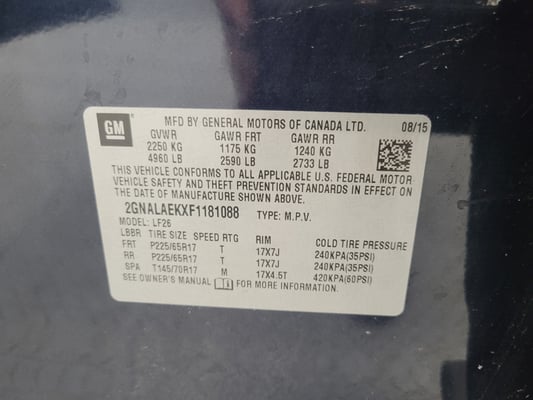 GM
MFD BY GENERAL MOTORS OF CANADA LTD. 08/15
GVWR GAWR FRT GAWR RR
2250 KG 1175 KG 1240 KG
4960 LB 2590 LB 2733 LB
THIS VEHICLE CONFORMS TO ALL APPLICABLE U.S. FEDERAL MOTOR
VEHICLE SAFETY AND THEFT PREVENTION STANDARDS IN EFFECT ON
THE DATE OF MANUFACTURE SHOWN ABOVE.
2GNALAEKXF1181088 TYPE: M.P.V.
MODEL: LF26
LBBR TIRE SIZE SPEED RTG RIM COLD TIRE PRESSURE
FRT P225/65R17 T 17X7J 240KPA(35PSI)
RR P225/65R17 T 17X7J 240KPA(35PSI)
SPA T145/70R17 M 17X4.5T 420KPA(60PSI)
SEE OWNER'S MANUAL FOR MORE INFORMATION.